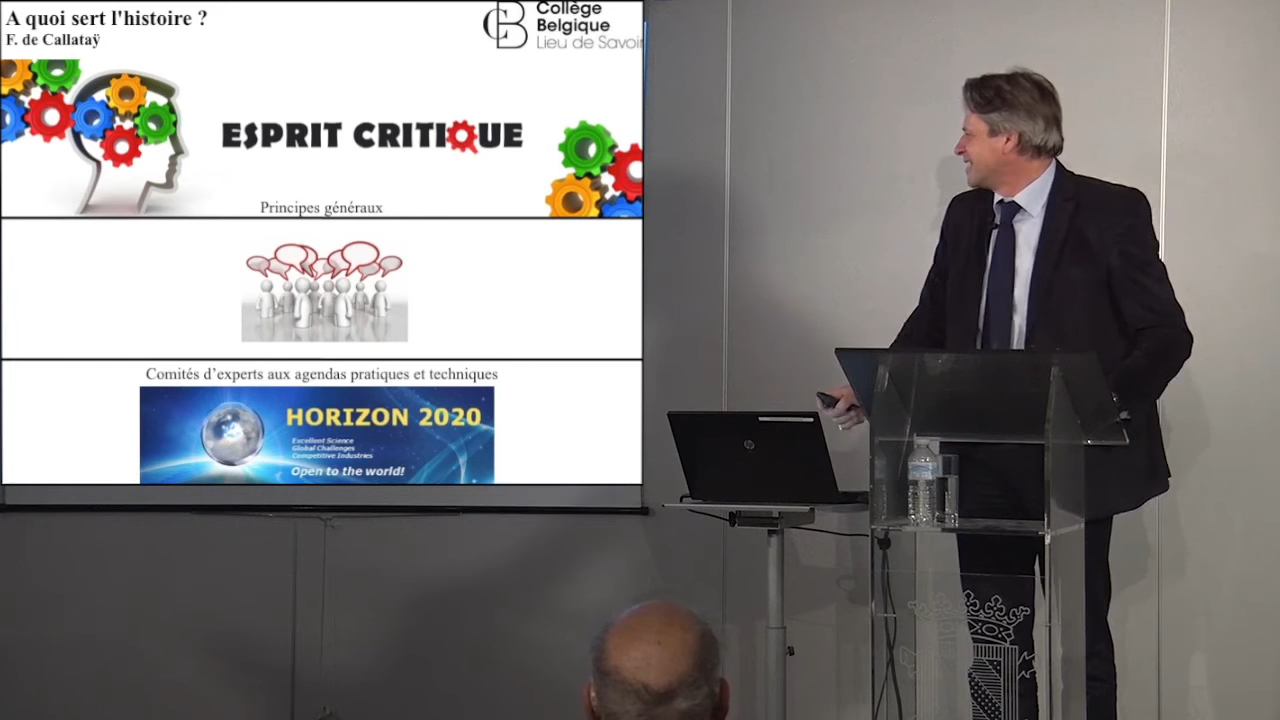 A quoi sert l'histoire ?
F. de Callataÿ
Collège
Belgique
Lieu de Savoir
ESPRIT CRITIQUE
Principes généraux
Comités d'experts aux agendas pratiques et techniques
HORIZON 2020
Excellent Science
Global Challenges
Competitive Industries
Open to the world!
hp